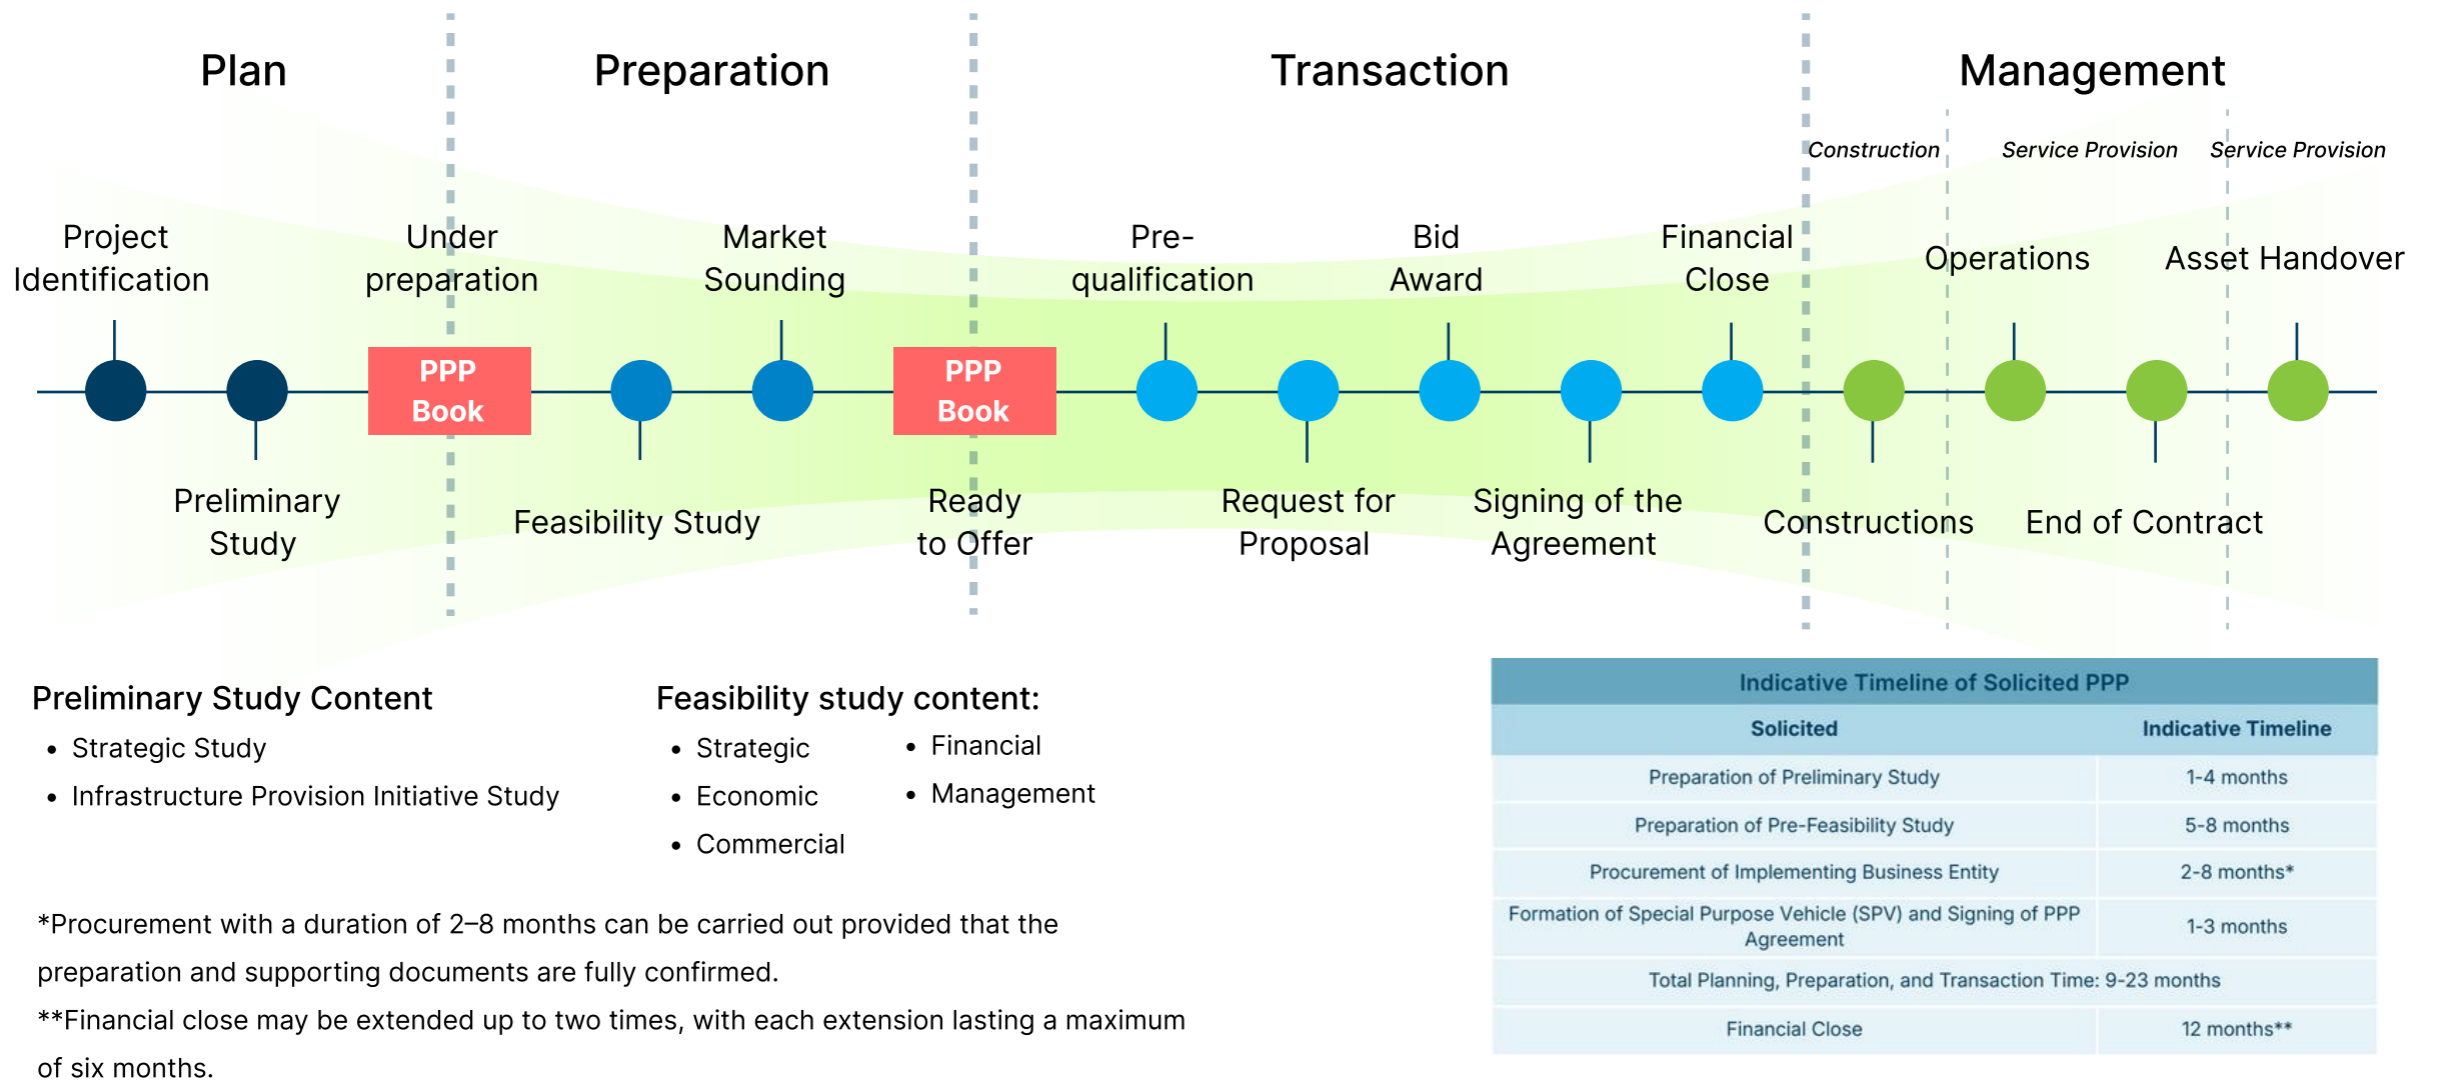 Plan
Preparation
Transaction
Management
Construction
Service Provision
Service Provision
Project
Identification
Under
preparation
Market
Sounding
Pre-
qualification
Bid
Award
Financial
Close
Operations
Asset Handover
PPP
Book
PPP
Book
Preliminary
Study
Feasibility Study
Ready
to Offer
Request for
Proposal
Signing of the
Agreement
Constructions
End of Contract
Preliminary Study Content
• Strategic Study
• Infrastructure Provision Initiative Study
Feasibility study content:
• Strategic
• Economic
• Commercial
• Financial
• Management
*Procurement with a duration of 2–8 months can be carried out provided that the
preparation and supporting documents are fully confirmed.
**Financial close may be extended up to two times, with each extension lasting a maximum
of six months.
Indicative Timeline of Solicited PPP
Solicited Indicative Timeline
Preparation of Preliminary Study 1-4 months
Preparation of Pre-Feasibility Study 5-8 months
Procurement of Implementing Business Entity 2-8 months*
Formation of Special Purpose Vehicle (SPV) and Signing of PPP
Agreement 1-3 months
Total Planning, Preparation, and Transaction Time: 9-23 months
Financial Close 12 months**